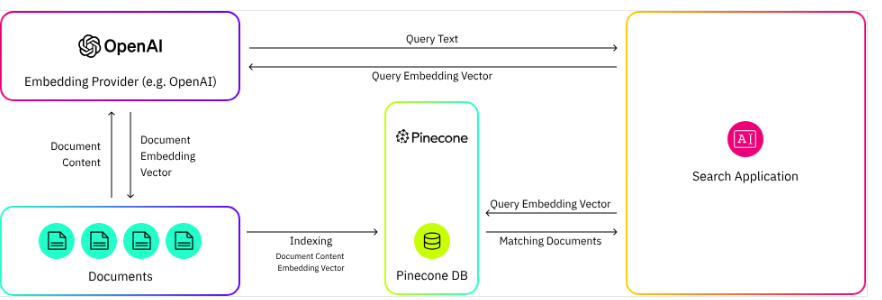 OpenAI
Embedding Provider (e.g. OpenAI)
Query Text
Query Embedding Vector
Document
Content
Document
Embedding
Vector
Pinecone
AI
Search Application
Query Embedding Vector
Matching Documents
Indexing
Document Content
Embedding Vector
Documents
Pinecone DB